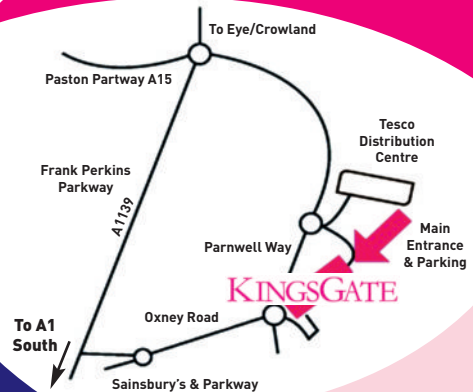 To Eye/Crowland
Paston Partway A15
Tesco
Distribution
Centre
Frank Perkins
Parkway
A1139
Main
Entrance
& Parking
Parnwell Way
KINGSGATE
Oxney Road
To A1
South
Sainsbury's & Parkway